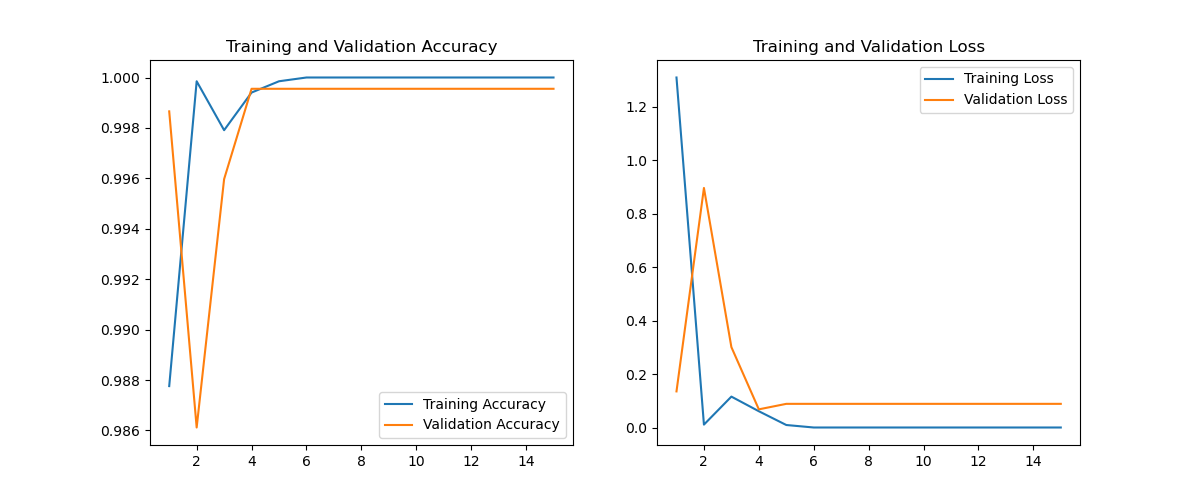 Training and Validation Accuracy
1.000
0.998
0.996
0.994
0.992
0.990
0.988
0.986
2 4 6 8 10 12 14
Training Accuracy
Validation Accuracy
Training and Validation Loss
1.2
1.0
0.8
0.6
0.4
0.2
0.0
2 4 6 8 10 12 14
Training Loss
Validation Loss